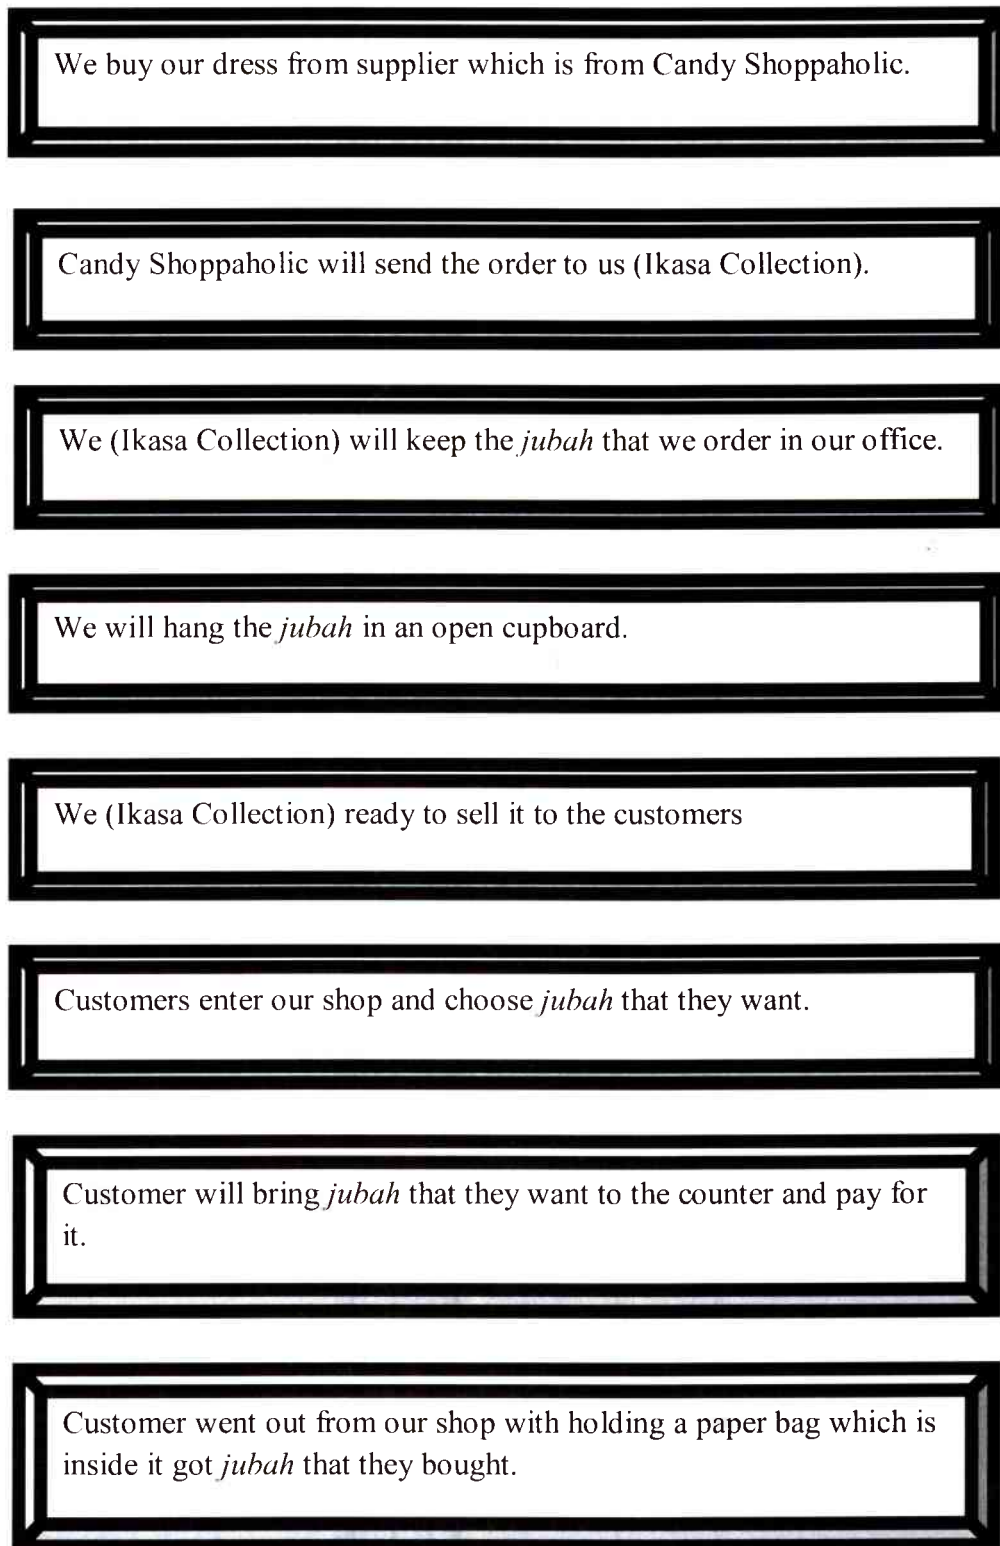 We buy our dress from supplier which is from Candy Shoppaholic.
Candy Shoppaholic will send the order to us (Ikasa Collection).
We (Ikasa Collection) will keep the jubah that we order in our office.
We will hang the jubah in an open cupboard.
We (Ikasa Collection) ready to sell it to the customers
Customers enter our shop and choose jubah that they want.
Customer will bring jubah that they want to the counter and pay for
it.
Customer went out from our shop with holding a paper bag which is
inside it got jubah that they bought.